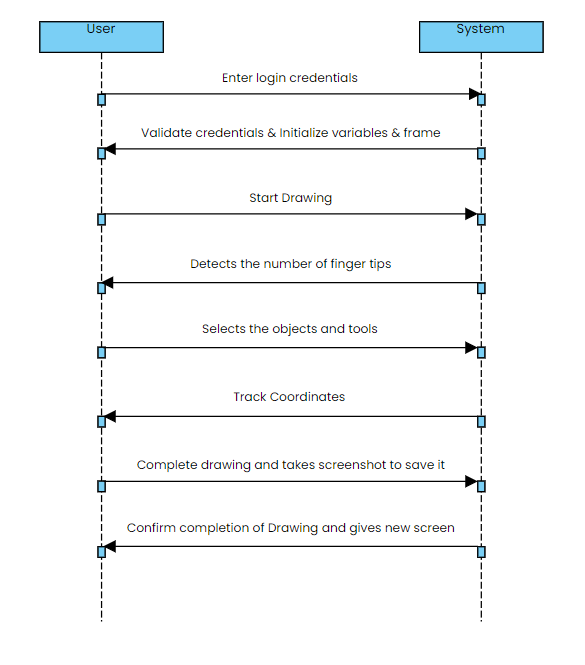 User
System
Enter login credentials
Validate credentials & Initialize variables & frame
Start Drawing
Detects the number of finger tips
Selects the objects and tools
Track Coordinates
Complete drawing and takes screenshot to save it
Confirm completion of Drawing and gives new screen